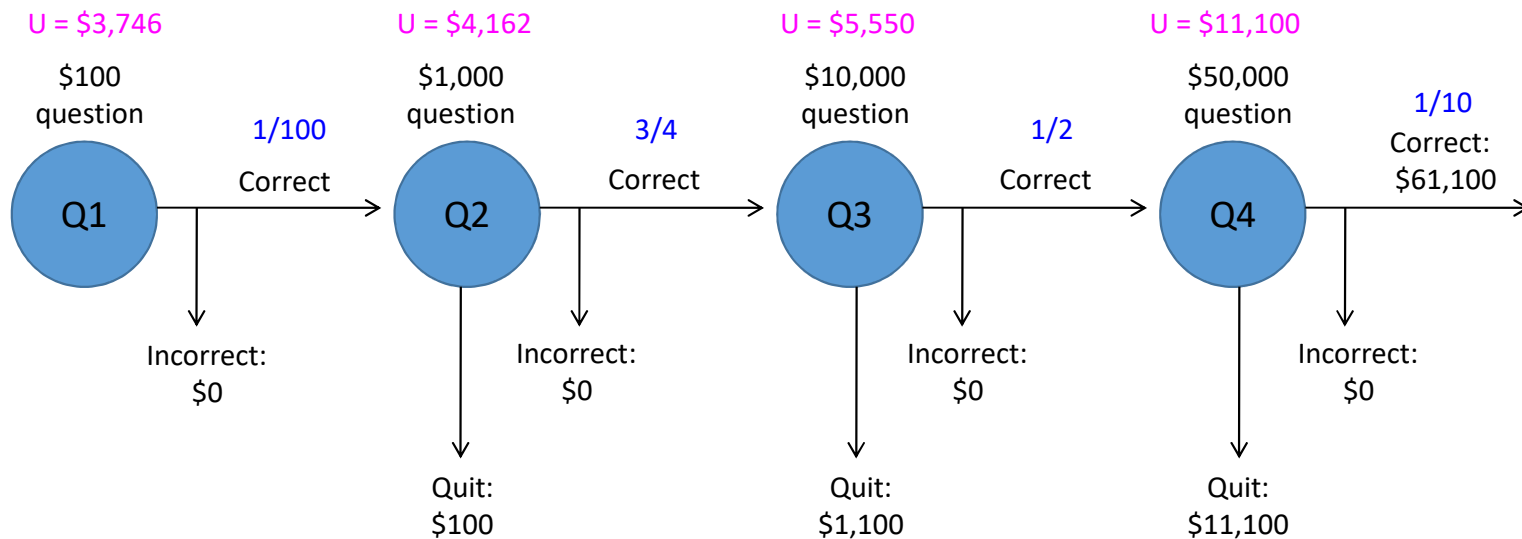 U = $3,746
U = $4,162
U = $5,550
U = $11,100
$100
question
$1,000
question
$10,000
question
$50,000
question
1/100
3/4
1/2
1/10
Correct
Correct
Correct
Correct:
$61,100
Q1
Q2
Q3
Q4
Incorrect:
$0
Incorrect:
$0
Incorrect:
$0
Incorrect:
$0
Quit:
$100
Quit:
$1,100
Quit:
$11,100